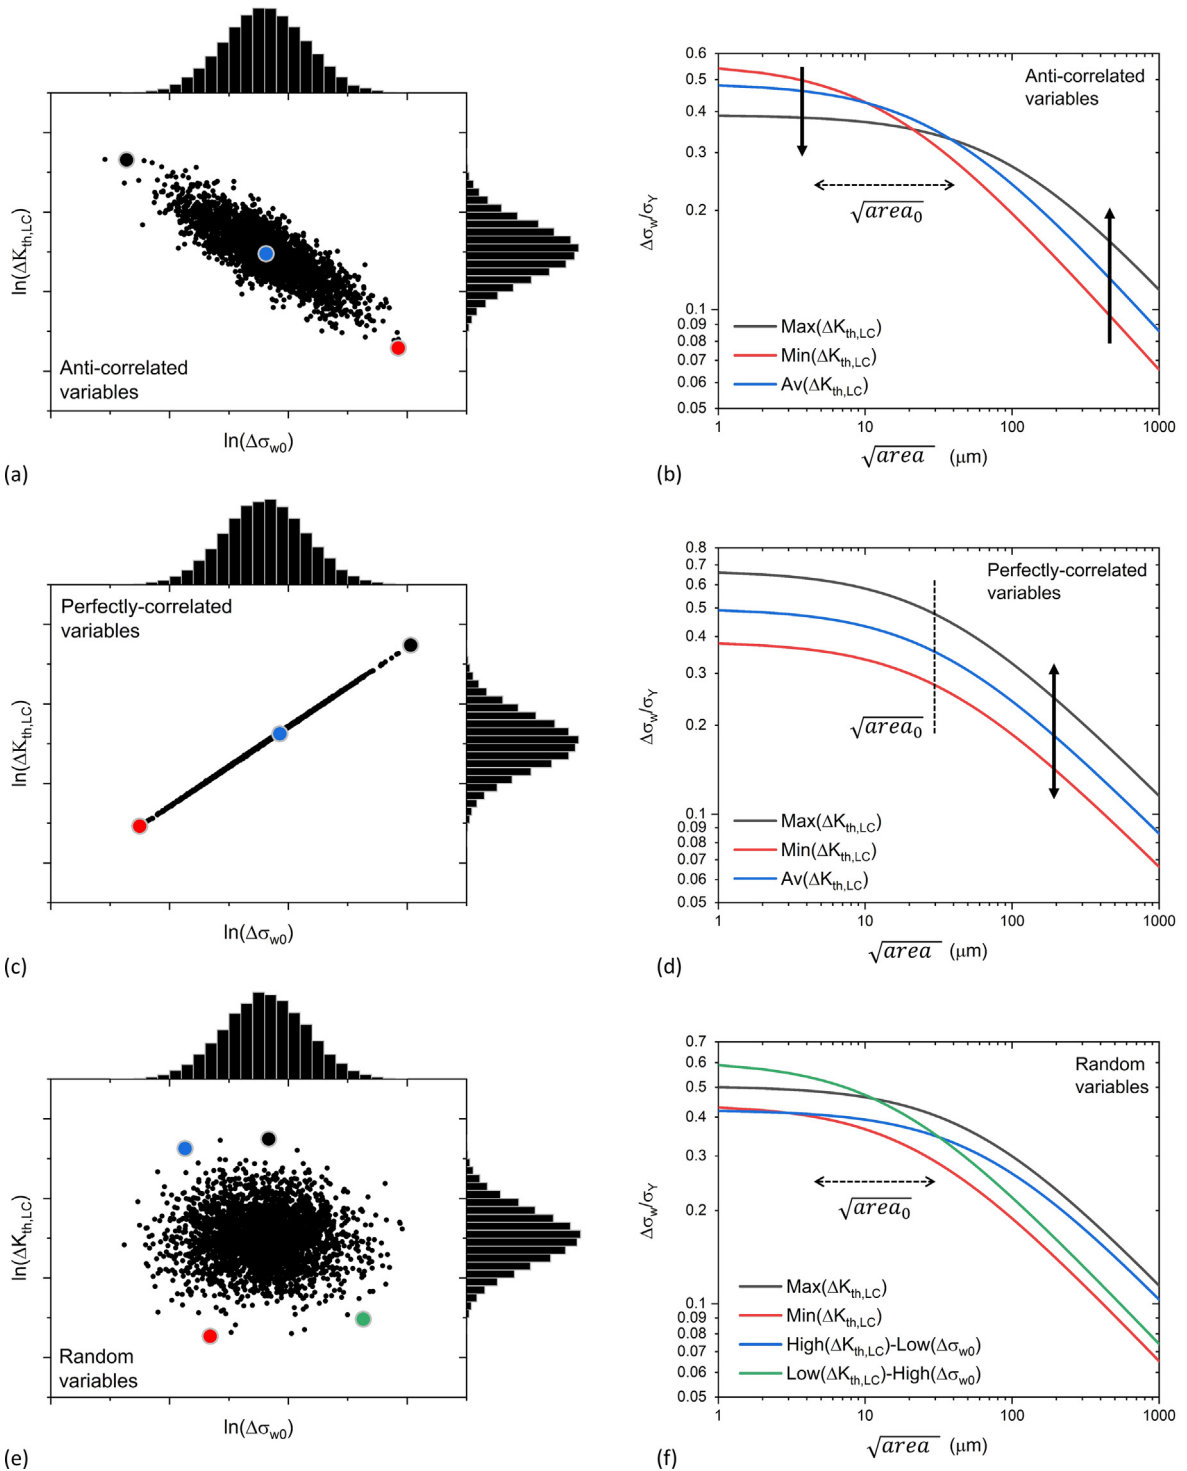 ln(ΔK_th,LC)
Anti-correlated
variables
ln(Δσ_w0)
(a)
0.6
0.5
0.4
0.3
0.2
0.1
0.09
0.08
0.07
0.06
0.05
Δσ_w/σ_Y
Anti-correlated
variables
√area₀
Max(ΔK_th,LC)
Min(ΔK_th,LC)
Av(ΔK_th,LC)
1 10 100 1000
√area (μm)
(b)
Perfectly-correlated
variables
ln(ΔK_th,LC)
ln(Δσ_w0)
(c)
0.8
0.7
0.6
0.5
0.4
0.3
0.2
0.1
0.09
0.08
0.07
0.06
0.05
Δσ_w/σ_Y
Perfectly-correlated
variables
√area₀
Max(ΔK_th,LC)
Min(ΔK_th,LC)
Av(ΔK_th,LC)
1 10 100 1000
√area (μm)
(d)
ln(ΔK_th,LC)
Random
variables
ln(Δσ_w0)
(e)
0.7
0.6
0.5
0.4
0.3
0.2
0.1
0.09
0.08
0.07
0.06
0.05
Δσ_w/σ_Y
Random
variables
√area₀
Max(ΔK_th,LC)
Min(ΔK_th,LC)
High(ΔK_th,LC)-Low(Δσ_w0)
Low(ΔK_th,LC)-High(Δσ_w0)
1 10 100 1000
√area (μm)
(f)